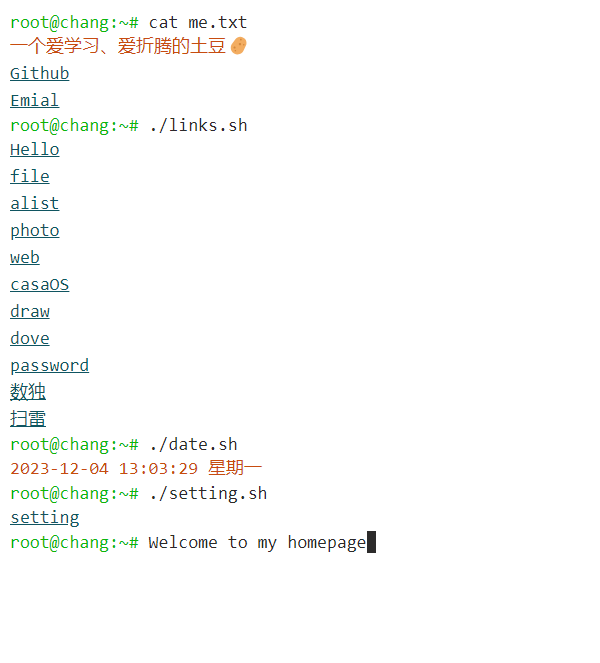 root@chang:~# cat me.txt
一个爱学习、爱折腾的土豆🥔
Github
Emial
root@chang:~# ./links.sh
Hello
file
alist
photo
web
casaOS
draw
dove
password
数独
扫雷
root@chang:~# ./date.sh
2023-12-04 13:03:29 星期一
root@chang:~# ./setting.sh
setting
root@chang:~# Welcome to my homepage